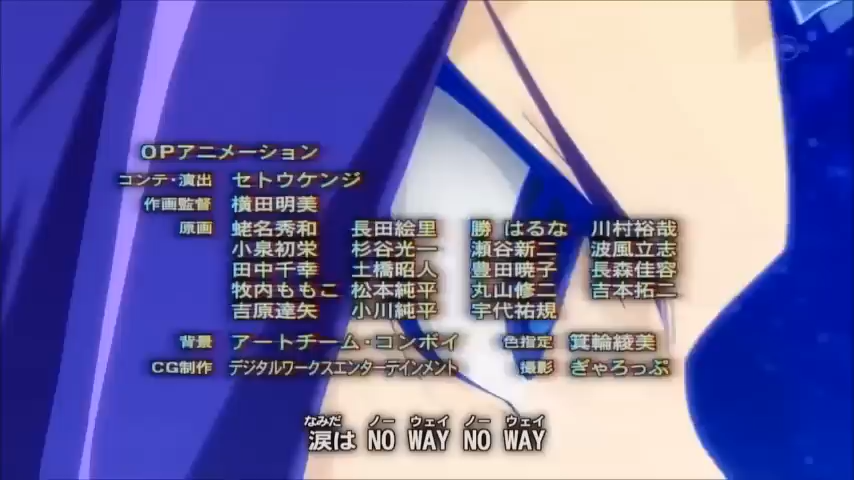 OPアニメーション
コンテ・演出 セトウケンジ
作画監督 横田明美
原画 蛯名秀和 長田絵里 勝 はるな 川村裕哉
小泉初栄 杉谷光一 瀬谷新二 波風立志
田中千幸 土橋昭人 豊田暁子 長森佳容
牧内ももこ 松本純平 丸山修二 吉本拓二
吉原達矢 小川純平 宇代祐規
背景 アートチーム・コンボイ 色指定 箕輪綾美
CG制作 デジタルワークスエンターテインメント 撮影 ぎゃろっぷ
なみだ ノー ウェイ ノー ウェイ
涙は NO WAY NO WAY